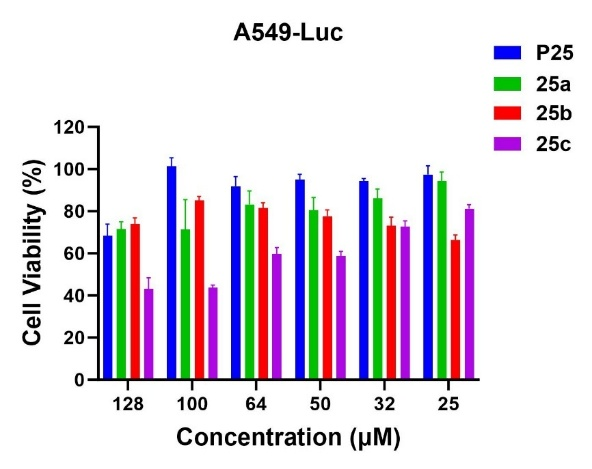 A549-Luc
P25
25a
25b
25c
120
100
80
60
40
20
0
Cell Viability (%)
128 100 64 50 32 25
Concentration (μM)